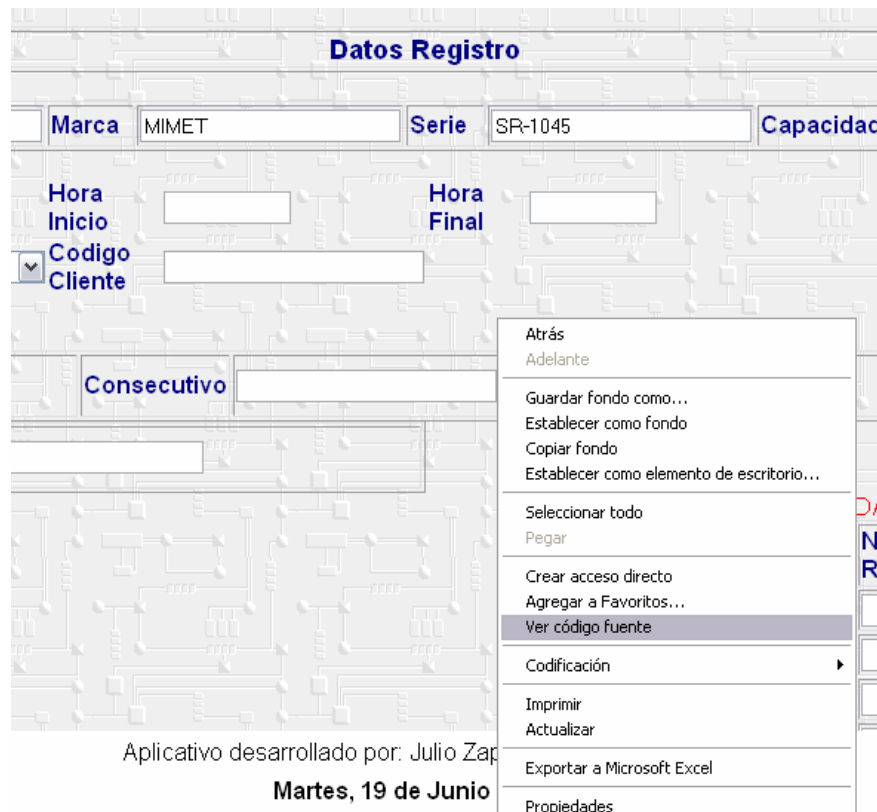 Datos Registro
Marca MIMET Serie SR-1045 Capacidad
Hora Inicio
Hora Final
Codigo Cliente
Consecutivo
Atrás
Adelante
Guardar fondo como...
Establecer como fondo
Copiar fondo
Establecer como elemento de escritorio...
Seleccionar todo
Pegar
Crear acceso directo
Agregar a Favoritos...
Ver código fuente
Codificación
Imprimir
Actualizar
Exportar a Microsoft Excel
Propiedades
DA
N
R
Aplicativo desarrollado por: Julio Zap
Martes, 19 de Junio